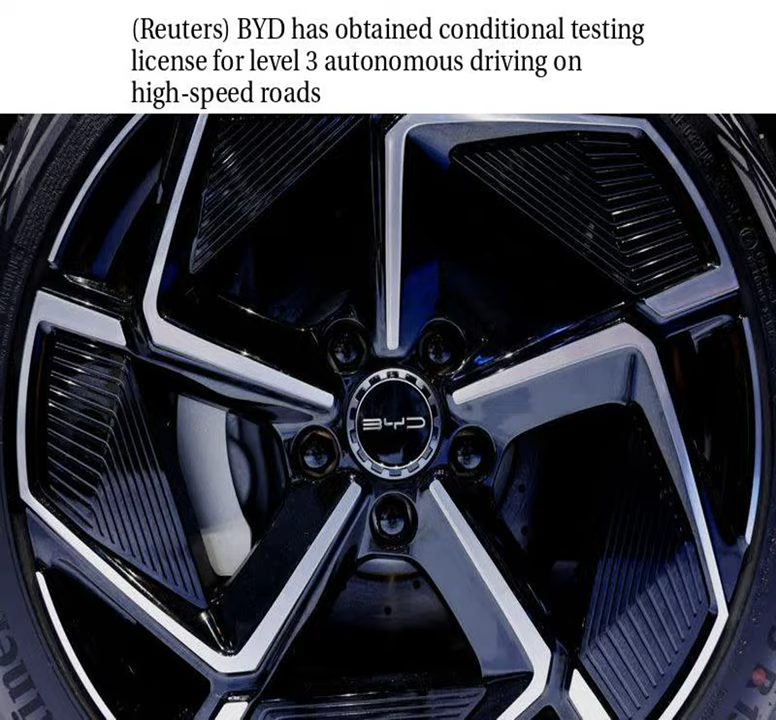 (Reuters) BYD has obtained conditional testing
license for level 3 autonomous driving on
high-speed roads
BYD